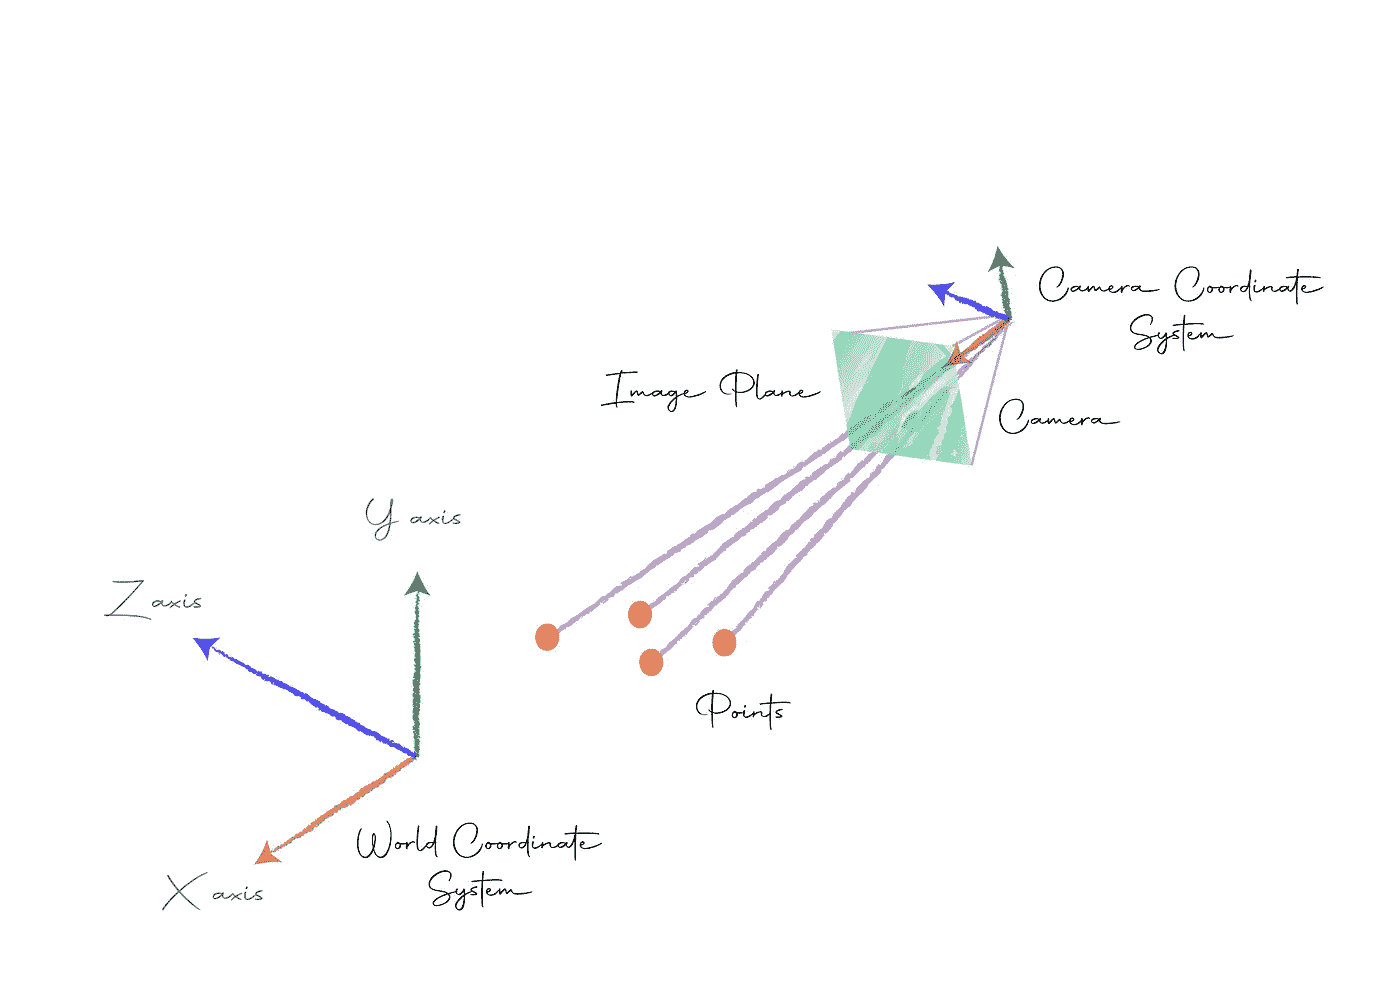 Camera Coordinate
System
Image Plane
Camera
Y axis
Z axis
Points
World Coordinate
System
X axis